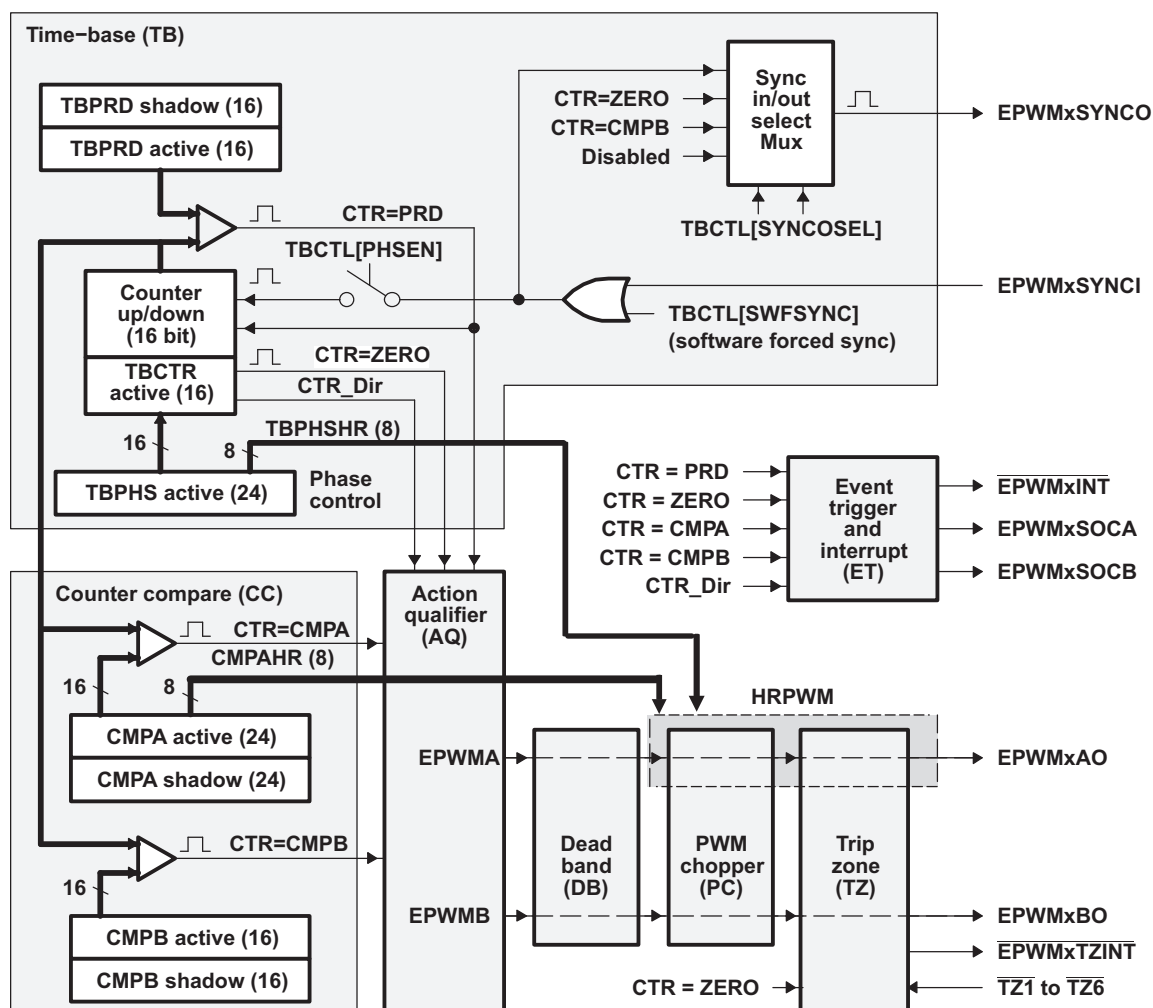 Time−base (TB)
TBPRD shadow (16)
TBPRD active (16)
CTR=ZERO
CTR=CMPB
Disabled
Sync
in/out
select
Mux
EPWMxSYNCO
TBCTL[SYNCOSEL]
CTR=PRD
TBCTL[PHSEN]
Counter
up/down
(16 bit)
TBCTR
active (16)
EPWMxSYNCI
TBCTL[SWFSYNC]
(software forced sync)
CTR=ZERO
CTR_Dir
16
8
TBPHSHR (8)
TBPHS active (24)
Phase
control
CTR = PRD
CTR = ZERO
CTR = CMPA
CTR = CMPB
CTR_Dir
Event
trigger
and
interrupt
(ET)
EPWMxINT
EPWMxSOCA
EPWMxSOCB
Counter compare (CC)
CTR=CMPA
CMPAHR (8)
16
8
CMPA active (24)
CMPA shadow (24)
CTR=CMPB
16
CMPB active (16)
CMPB shadow (16)
Action
qualifier
(AQ)
EPWMA
EPWMB
HRPWM
Dead
band
(DB)
PWM
chopper
(PC)
Trip
zone
(TZ)
EPWMxAO
EPWMxBO
EPWMxTZINT
CTR = ZERO
TZ1 to TZ6